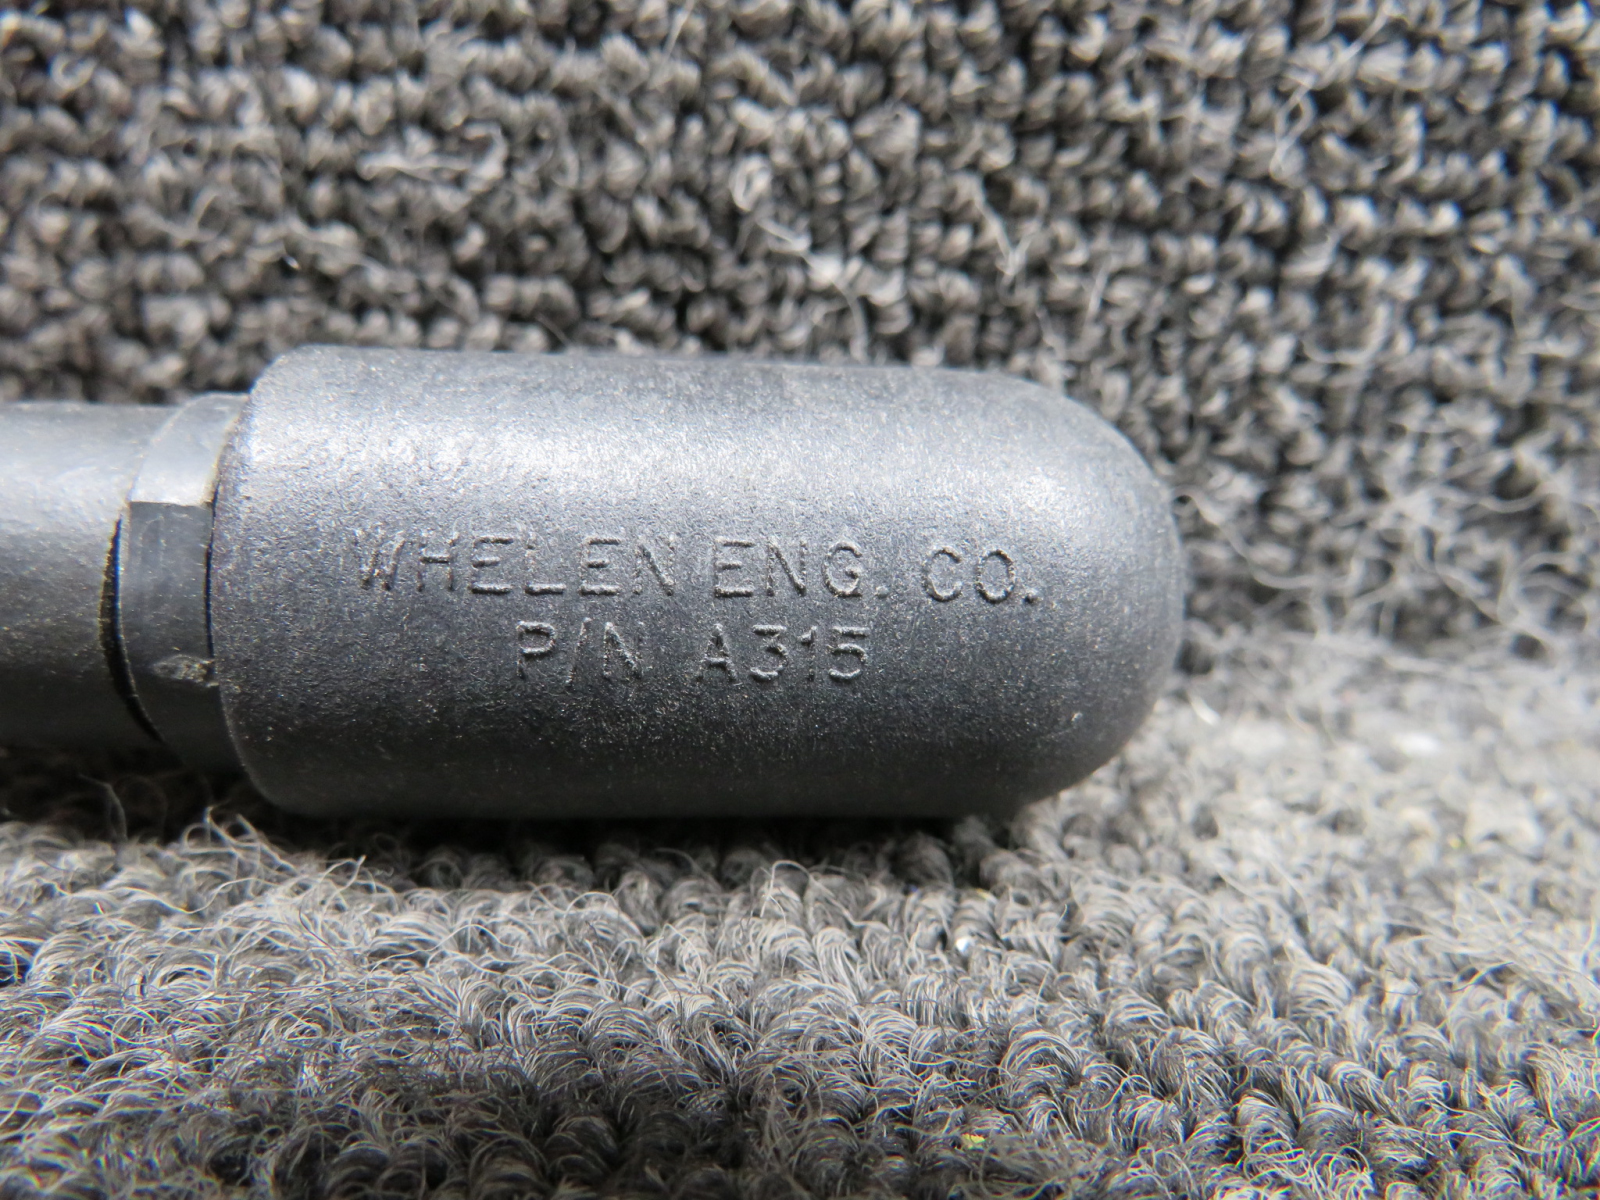 WHELEN ENG. CO.
P/N A315